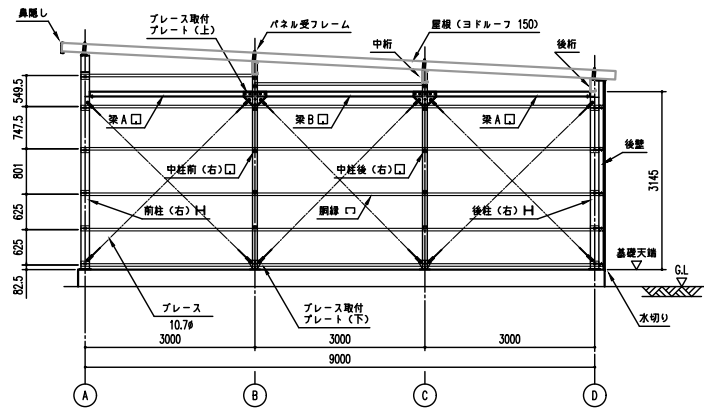 鼻隠し
ブレース取付
プレート(上)
パネル受フレーム
屋根(ヨドルーフ 150)
中桁
後桁
549.5
747.5
801
625
625
82.5
梁A
梁B
梁A
中柱前(右)
中柱後(右)
後壁
3145
前柱(右)
胴縁
後柱(右)
基礎天端
G.L
ブレース
10.7φ
ブレース取付
プレート(下)
水切り
3000
3000
3000
9000
A
B
C
D